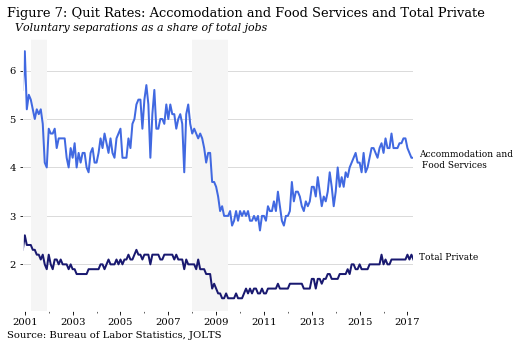 Figure 7: Quit Rates: Accomodation and Food Services and Total Private
Voluntary separations as a share of total jobs
6
5
4
3
2
Accommodation and
Food Services
Total Private
2001 2003 2005 2007 2009 2011 2013 2015 2017
Source: Bureau of Labor Statistics, JOLTS